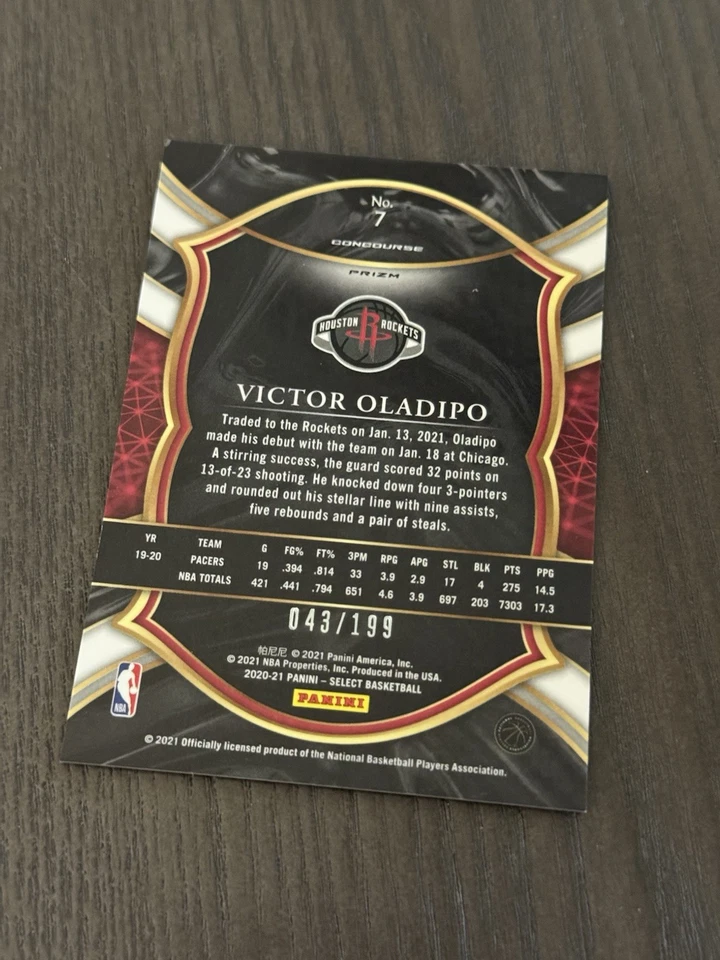 No.
7
CONCOURSE
PRIZM
HOUSTON R ROCKETS
VICTOR OLADIPO
Traded to the Rockets on Jan. 13, 2021, Oladipo
made his debut with the team on Jan. 18 at Chicago.
A stirring success, the guard scored 32 points on
13-of-23 shooting. He knocked down four 3-pointers
and rounded out his stellar line with nine assists,
five rebounds and a pair of steals.
YR TEAM G FG% FT% 3PM RPG APG STL BLK PTS PPG
19-20 PACERS 19 .394 .814 33 3.9 2.9 17 4 275 14.5
NBA TOTALS 421 .441 .794 651 4.6 3.9 697 203 7303 17.3
043/199
帕尼尼 © 2021 Panini America, Inc.
© 2021 NBA Properties, Inc. Produced in the USA.
2020-21 PANINI – SELECT BASKETBALL
PANINI
NBA
© 2021 Officially licensed product of the National Basketball Players Association.